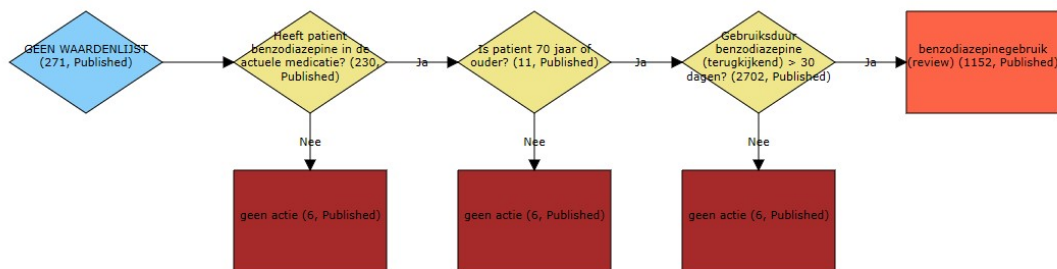 GEEN WAARDENLIJST
(271, Published)
Heeft patient
benzodiazepine in de
actuele medicatie? (230,
Published)
Ja
Is patient 70 jaar of
ouder? (11, Published)
Ja
Gebruiksduur
benzodiazepine
(terugkijkend) > 30
dagen? (2702, Published)
Ja
benzodiazepinegebruik
(review) (1152, Published)
Nee
Nee
Nee
geen actie (6, Published)
geen actie (6, Published)
geen actie (6, Published)